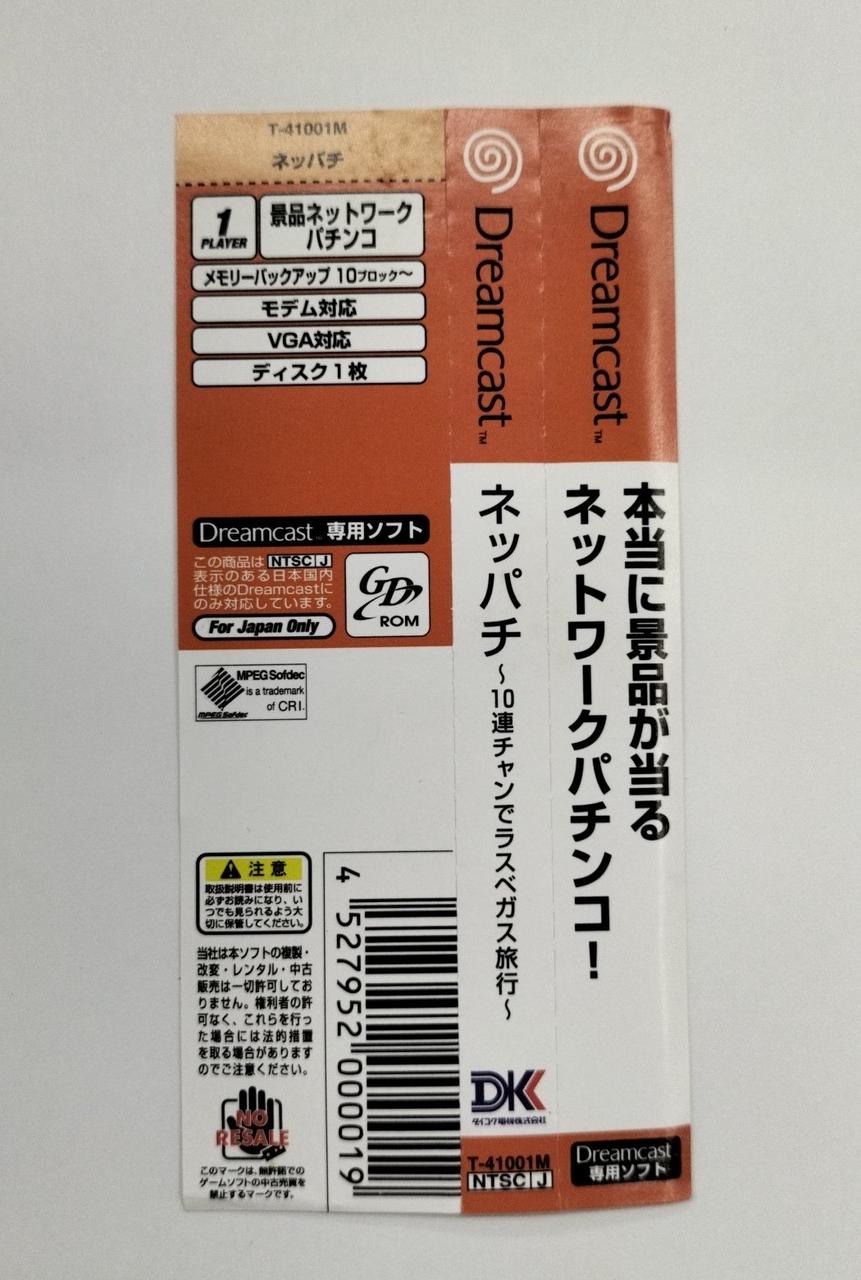 T-41001M
ネッパチ
1
PLAYER
景品ネットワーク
パチンコ
メモリーバックアップ 10ブロック〜
モデム対応
VGA対応
ディスク1枚
Dreamcast™ 専用ソフト
この商品は NTSC J
表示のある日本国内
仕様のDreamcastに
のみ対応しています。
For Japan Only
GD
ROM
MPEG Sofdec
is a trademark
of CRI.
MPEG Sofdec
注意
取扱説明書は使用前に
必ずお読みになり、い
つでも見られるよう大
切に保管してください。
当社は本ソフトの複製・
改変・レンタル・中古
販売は一切許可してお
りません。権利者の許
可なく、これらを行っ
た場合には法的措置
を取る場合があります
のでご注意ください。
NO
RESALE
このマークは、無許諾での
ゲームソフトの中古売買を
禁止するマークです。
4 527952 000019
Dreamcast™
ネッパチ 〜10連チャンでラスベガス旅行〜
DK
ダイコク電機株式会社
T-41001M
NTSC J
Dreamcast™
本当に景品が当る
ネットワークパチンコ！
Dreamcast
専用ソフト